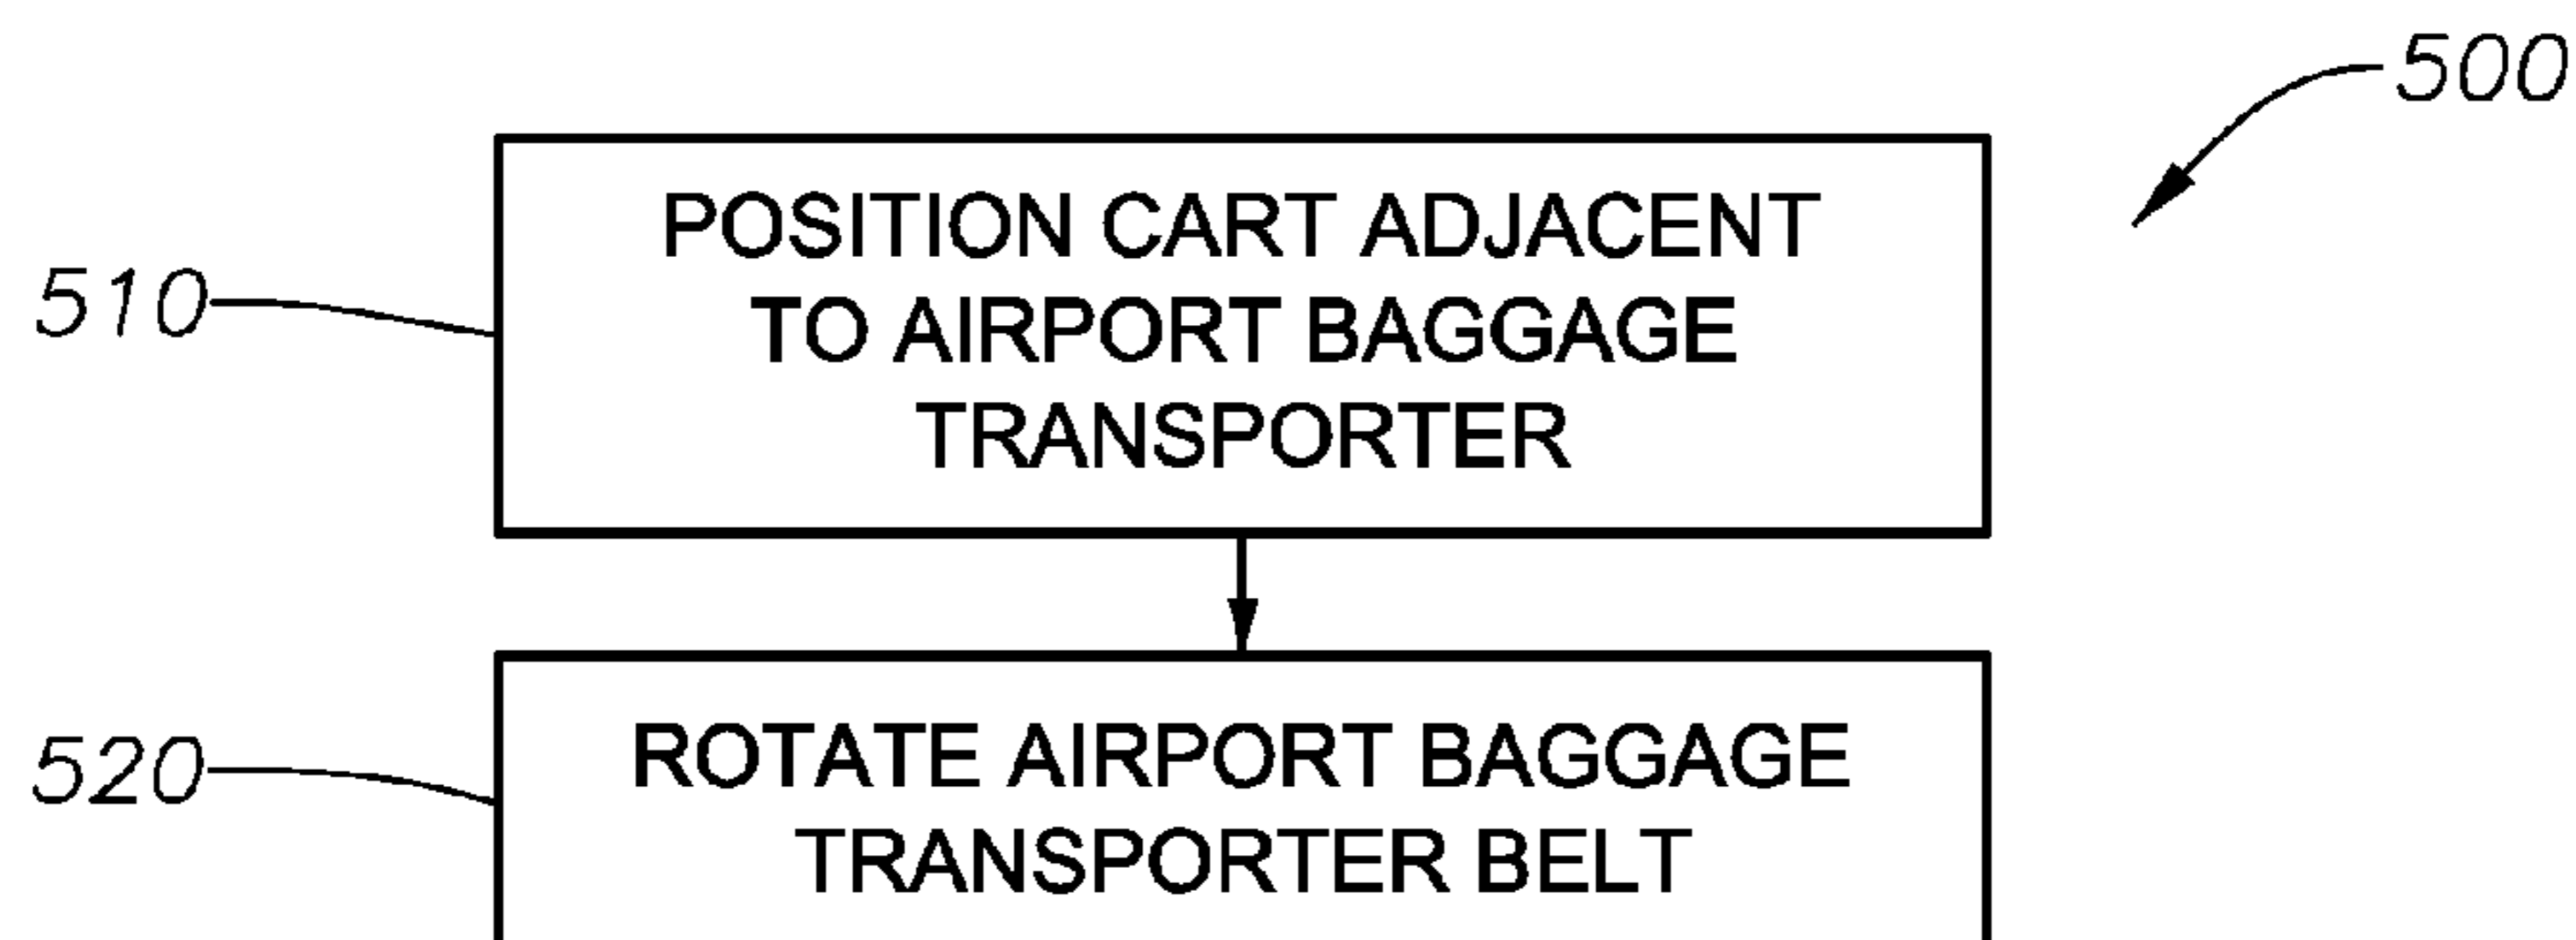 500
POSITION CART ADJACENT
TO AIRPORT BAGGAGE
TRANSPORTER
510
ROTATE AIRPORT BAGGAGE
TRANSPORTER BELT
520